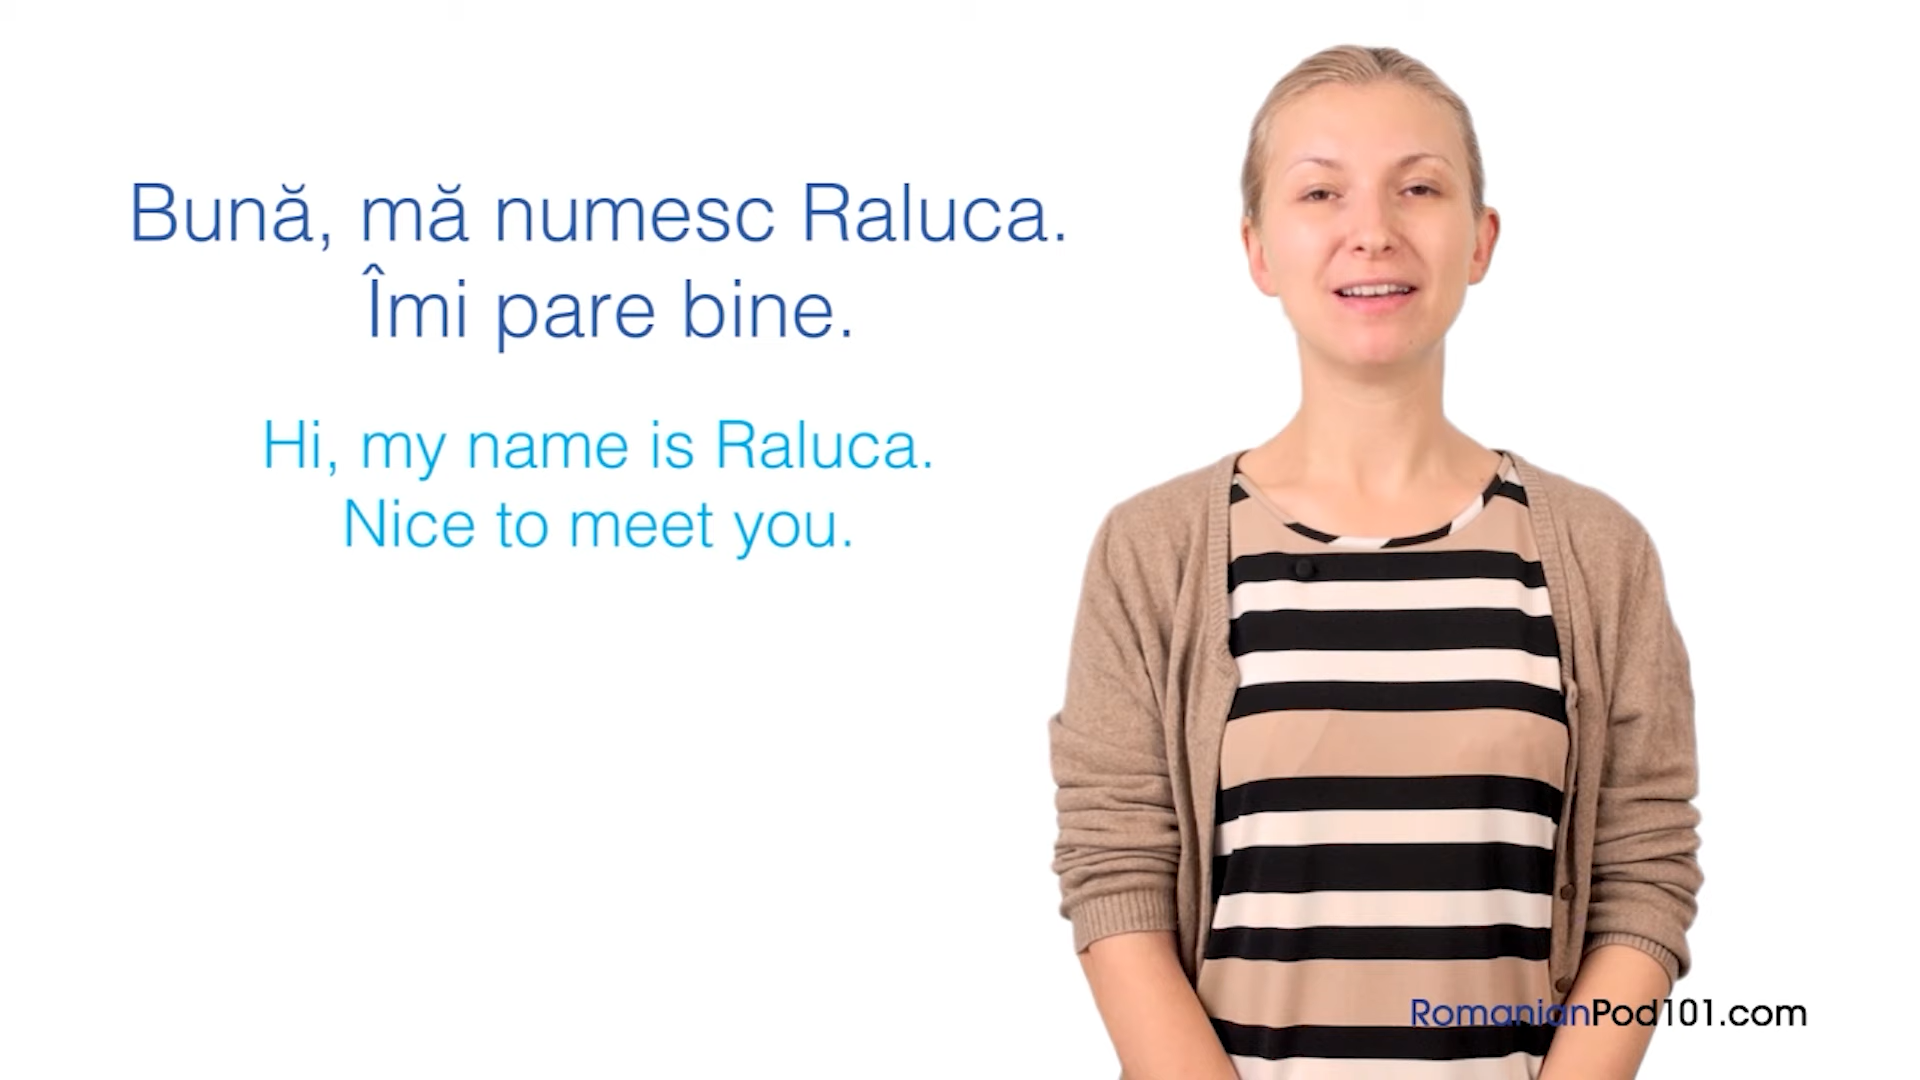 Bună, mă numesc Raluca.
Îmi pare bine.
Hi, my name is Raluca.
Nice to meet you.
RomanianPod101.com